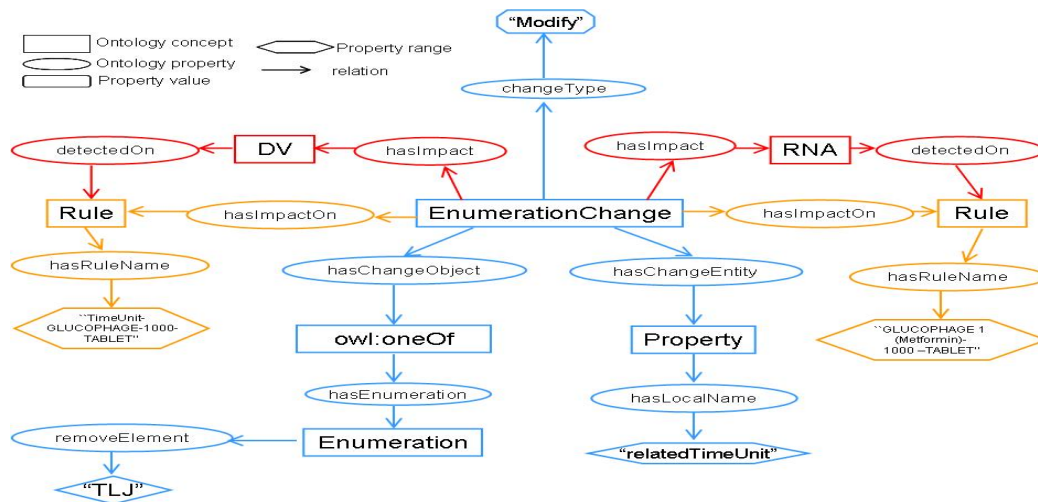 “Modify”
Ontology concept
Property range
Ontology property
relation
Property value
changeType
detectedOn
DV
hasImpact
hasImpact
RNA
detectedOn
Rule
hasImpactOn
EnumerationChange
hasImpactOn
Rule
hasRuleName
hasChangeObject
hasChangeEntity
hasRuleName
``TimeUnit-
GLUCOPHAGE-1000-
TABLET''
owl:oneOf
Property
``GLUCOPHAGE 1
(Metformin)-
1000 –TABLET''
hasEnumeration
hasLocalName
removeElement
Enumeration
“relatedTimeUnit”
“TLJ”